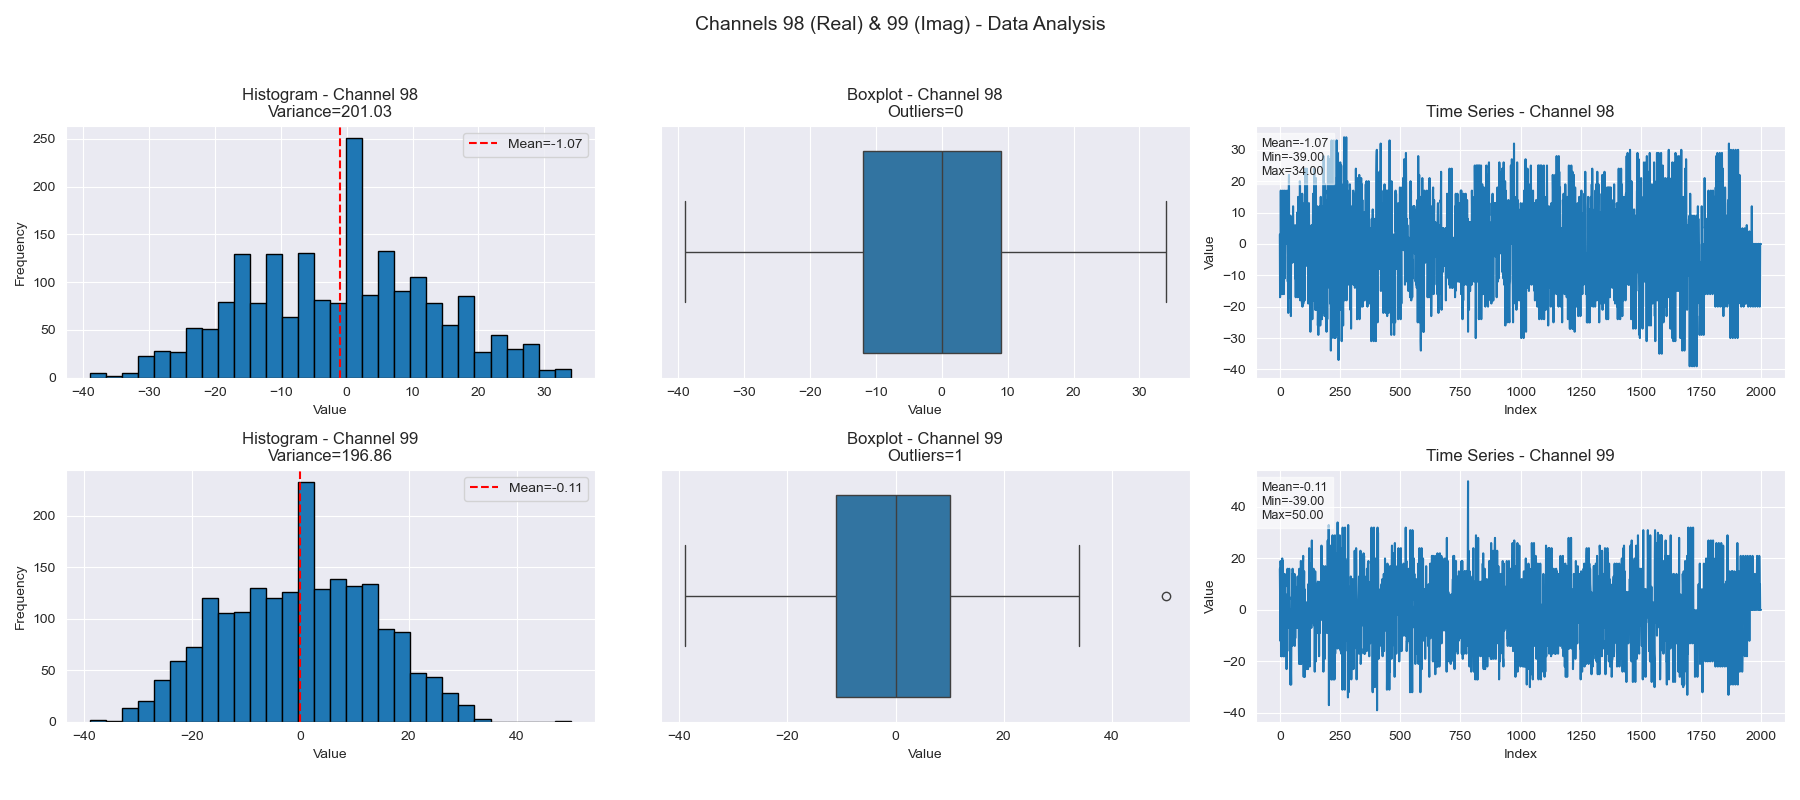 Channels 98 (Real) & 99 (Imag) - Data Analysis
Histogram - Channel 98
Variance=201.03
Mean=-1.07
Frequency
250
200
150
100
50
0
−40 −30 −20 −10 0 10 20 30
Value
Boxplot - Channel 98
Outliers=0
−40 −30 −20 −10 0 10 20 30
Value
Time Series - Channel 98
Mean=-1.07
Min=-39.00
Max=34.00
Value
30
20
10
0
−10
−20
−30
−40
0 250 500 750 1000 1250 1500 1750 2000
Index
Histogram - Channel 99
Variance=196.86
Mean=-0.11
Frequency
200
150
100
50
0
−40 −20 0 20 40
Value
Boxplot - Channel 99
Outliers=1
−40 −20 0 20 40
Value
Time Series - Channel 99
Mean=-0.11
Min=-39.00
Max=50.00
Value
40
20
0
−20
−40
0 250 500 750 1000 1250 1500 1750 2000
Index